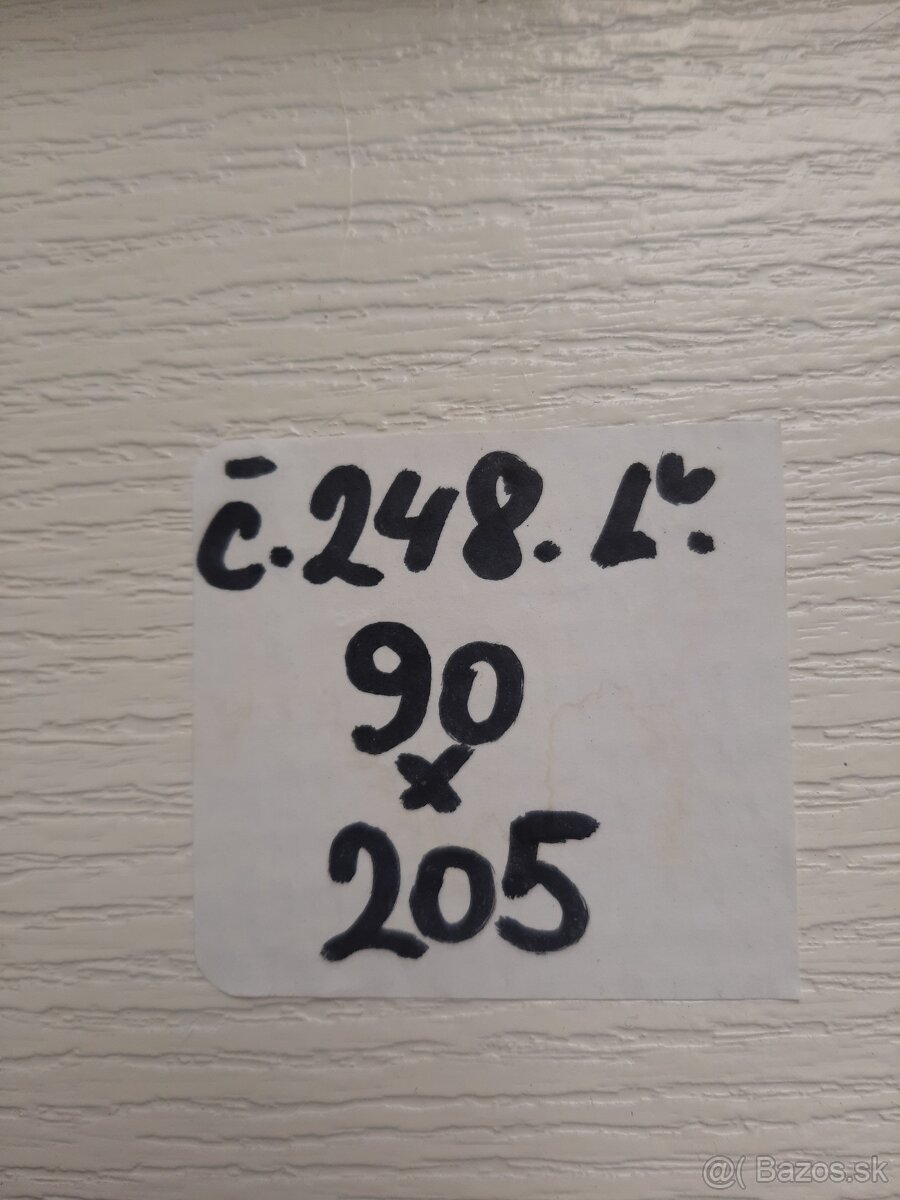 č.248. Ľ.
90
x
205
@( Bazos.sk